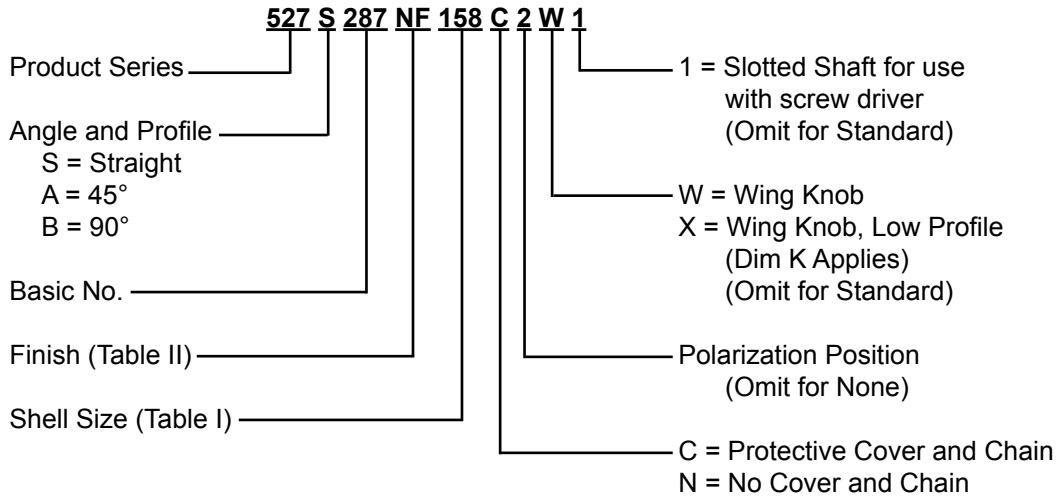 527 S 287 NF 158 C 2 W 1
Product Series
Angle and Profile
S = Straight
A = 45°
B = 90°
Basic No.
Finish (Table II)
Shell Size (Table I)
1 = Slotted Shaft for use
with screw driver
(Omit for Standard)
W = Wing Knob
X = Wing Knob, Low Profile
(Dim K Applies)
(Omit for Standard)
Polarization Position
(Omit for None)
C = Protective Cover and Chain
N = No Cover and Chain